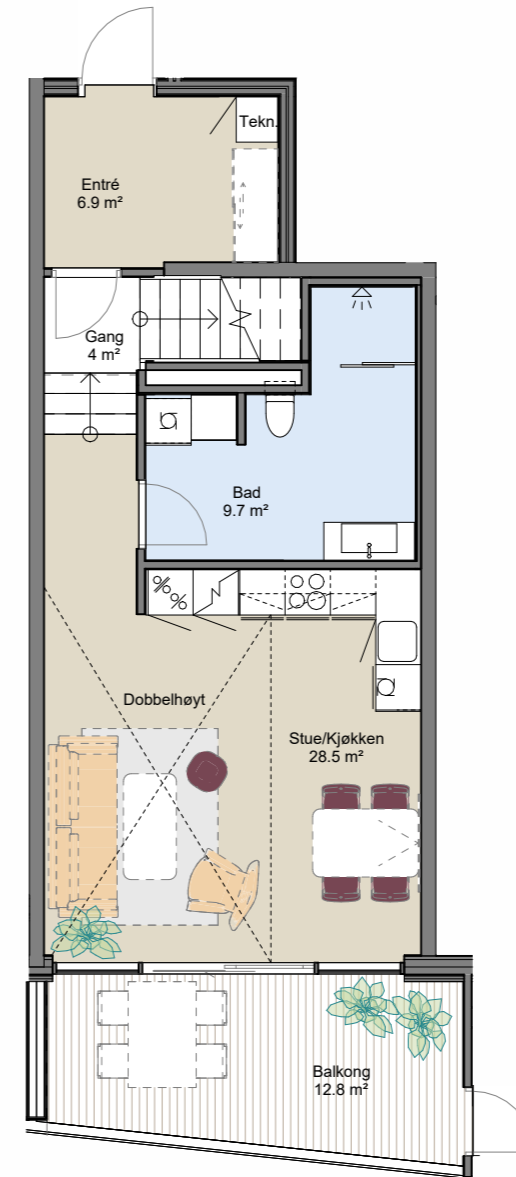 Tekn.
Entré
6.9 m²
Gang
4 m²
Bad
9.7 m²
Dobbelhøyt
Stue/Kjøkken
28.5 m²
Balkong
12.8 m²